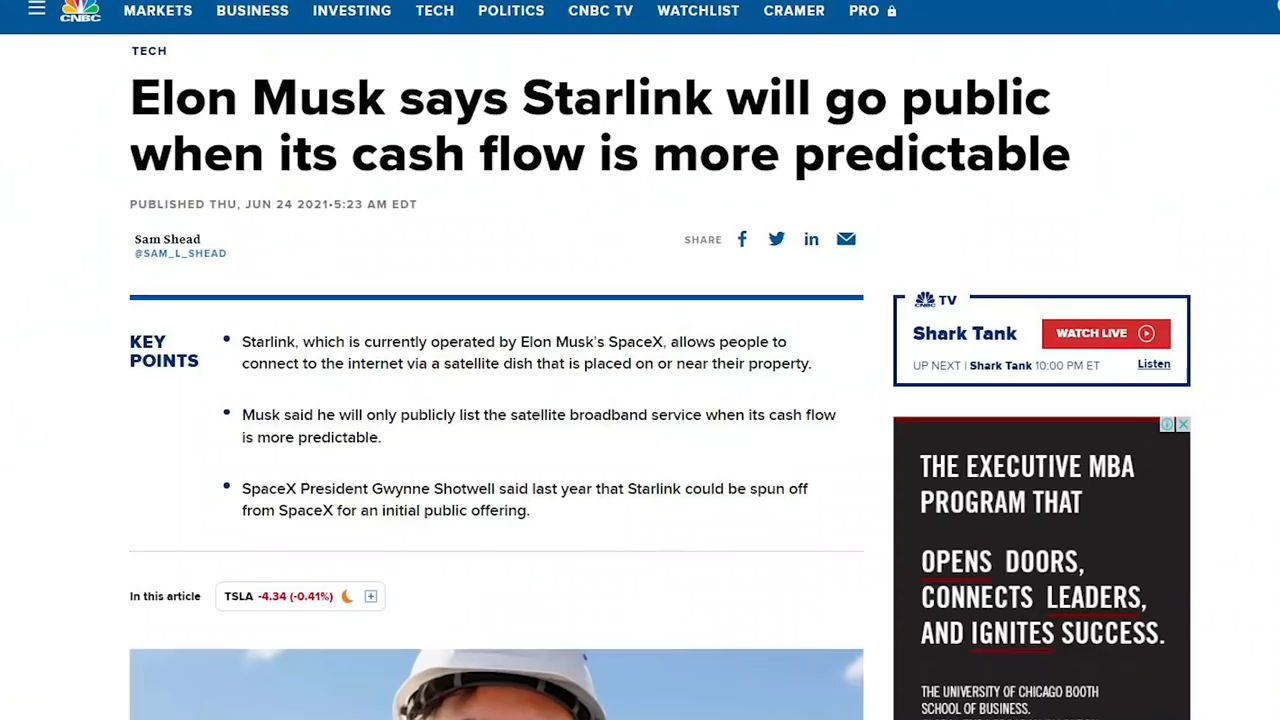 CNBC
MARKETS BUSINESS INVESTING TECH POLITICS CNBC TV WATCHLIST CRAMER PRO
TECH
Elon Musk says Starlink will go public
when its cash flow is more predictable
PUBLISHED THU, JUN 24 2021•5:23 AM EDT
Sam Shead
@SAM_L_SHEAD
SHARE
KEY
POINTS
Starlink, which is currently operated by Elon Musk’s SpaceX, allows people to
connect to the internet via a satellite dish that is placed on or near their property.
Musk said he will only publicly list the satellite broadband service when its cash flow
is more predictable.
SpaceX President Gwynne Shotwell said last year that Starlink could be spun off
from SpaceX for an initial public offering.
In this article
TSLA -4.34 (-0.41%)
CNBC TV
Shark Tank
WATCH LIVE
UP NEXT | Shark Tank 10:00 PM ET
Listen
THE EXECUTIVE MBA
PROGRAM THAT
OPENS DOORS,
CONNECTS LEADERS,
AND IGNITES SUCCESS.
THE UNIVERSITY OF CHICAGO BOOTH
SCHOOL OF BUSINESS.